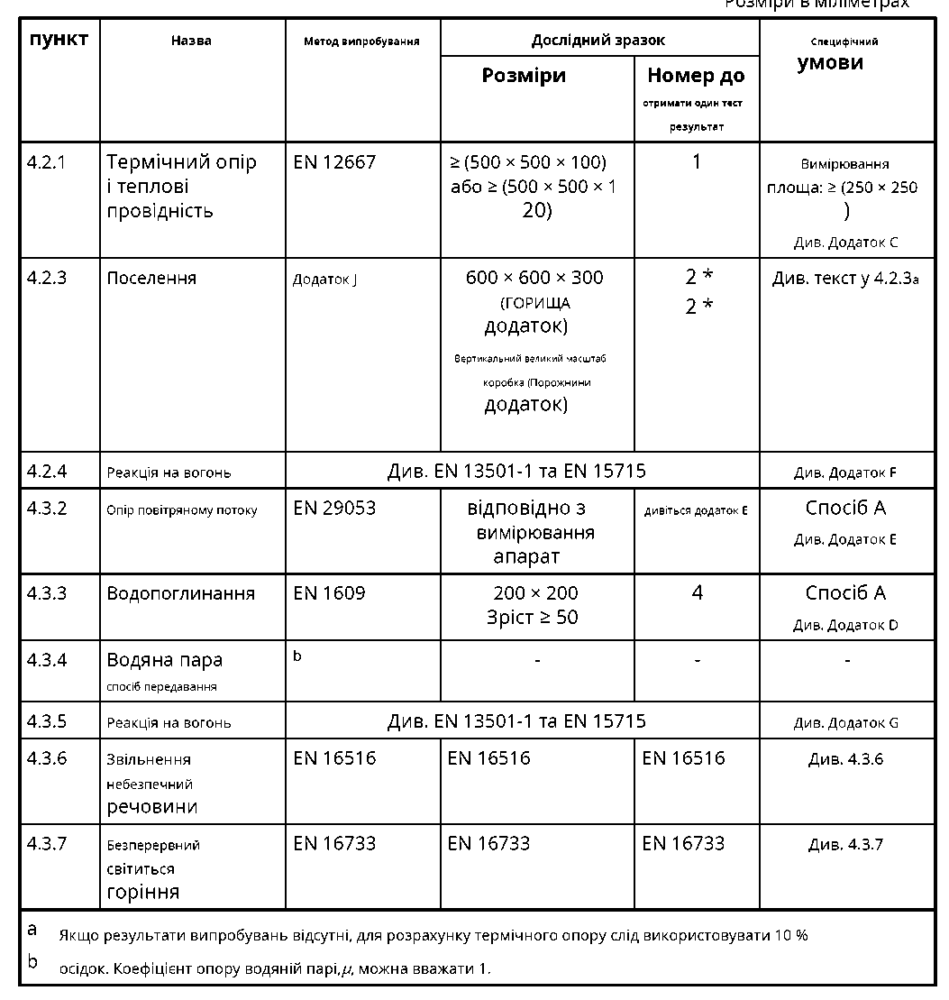 Розміри в міліметрах
пункт
Назва
Метод випробування
Дослідний зразок
Специфічний
умови
Розміри
Номер до
отримати один тест
результат
4.2.1
Термічний опір
і теплові
провідність
EN 12667
≥ (500 × 500 × 100)
або ≥ (500 × 500 × 1
20)
1
Вимірювання
площа: ≥ (250 × 250
)
Див. Додаток C
4.2.3
Поселення
Додаток J
600 × 600 × 300
(ГОРИЩА
додаток)
Вертикальний великий масштаб
коробка (Порожнини
додаток)
2 *
2 *
Див. текст у 4.2.3a
4.2.4
Реакція на вогонь
Див. EN 13501-1 та EN 15715
Див. Додаток F
4.3.2
Опір повітряному потоку
EN 29053
відповідно з
вимірювання
апарат
дивіться додаток E
Спосіб А
Див. Додаток E
4.3.3
Водопоглинання
EN 1609
200 × 200
Зріст ≥ 50
4
Спосіб А
Див. Додаток D
4.3.4
Водяна пара
спосіб передавання
b
-
-
-
4.3.5
Реакція на вогонь
Див. EN 13501-1 та EN 15715
Див. Додаток G
4.3.6
Звільнення
небезпечний
речовини
EN 16516
EN 16516
EN 16516
Див. 4.3.6
4.3.7
Безперервний
світиться
горіння
EN 16733
EN 16733
EN 16733
Див. 4.3.7
a Якщо результати випробувань відсутні, для розрахунку термічного опору слід використовувати 10 %
b осідок. Коефіцієнт опору водяній парі,μ, можна вважати 1.